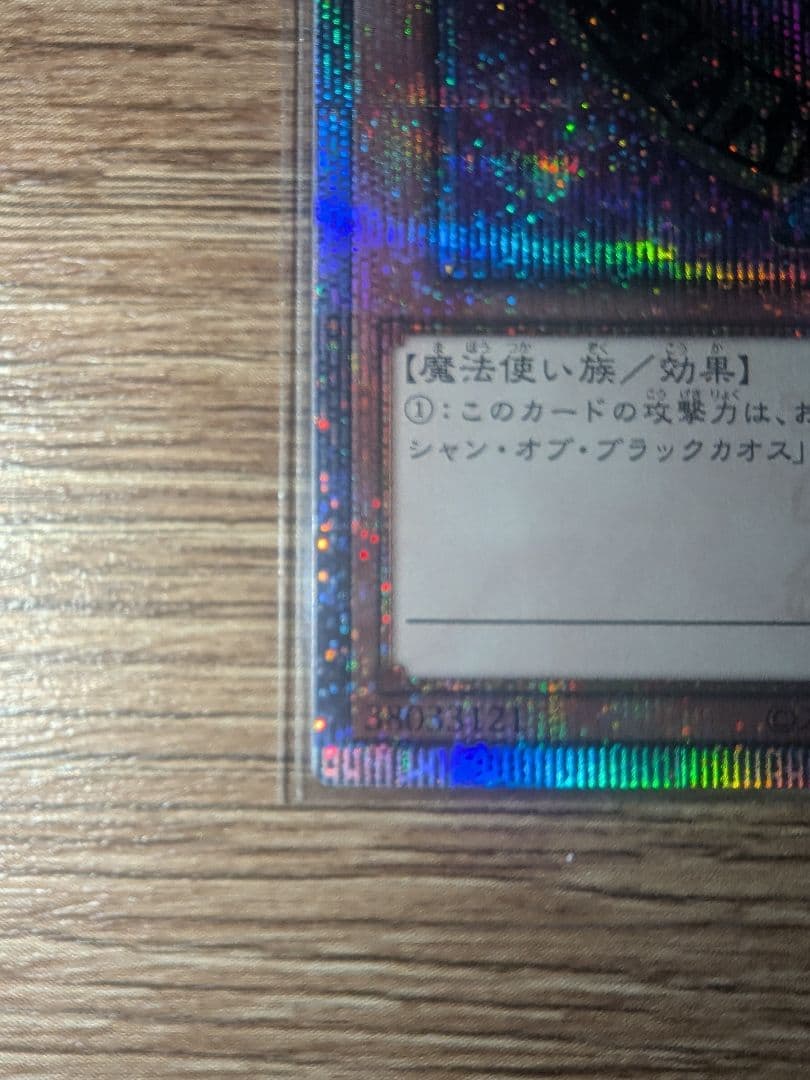 【魔法使い族／効果】
①：このカードの攻撃力は、お
シャン・オブ・ブラックカオス」
38033121 ©